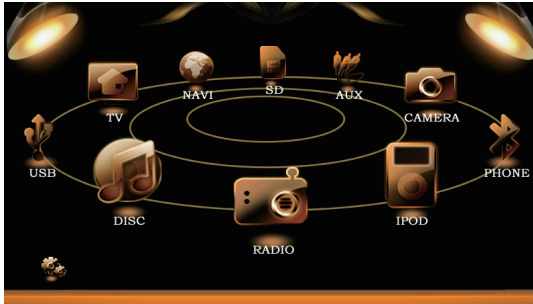 NAVI
SD
AUX
TV
CAMERA
USB
PHONE
DISC
IPOD
RADIO